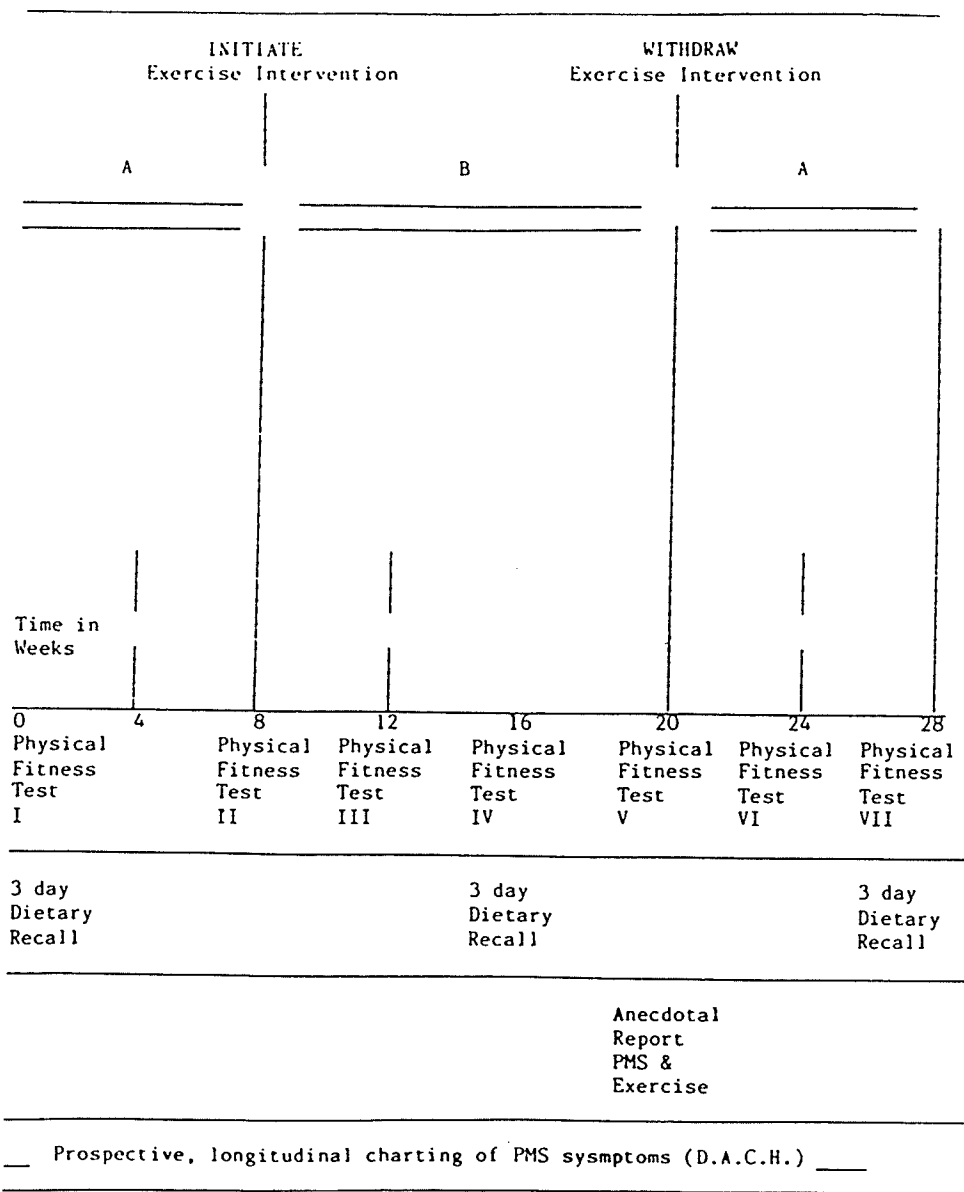 INITIATE WITHDRAW
Exercise Intervention Exercise Intervention
A B A
Time in
Weeks
0 4 8 12 16 20 24 28
Physical Physical Physical Physical Physical Physical Physical
Fitness Fitness Fitness Fitness Fitness Fitness Fitness
Test Test Test Test Test Test Test
I II III IV V VI VII
3 day 3 day 3 day
Dietary Dietary Dietary
Recall Recall Recall
Anecdotal
Report
PMS &
Exercise
Prospective, longitudinal charting of PMS sysmptoms (D.A.C.H.)